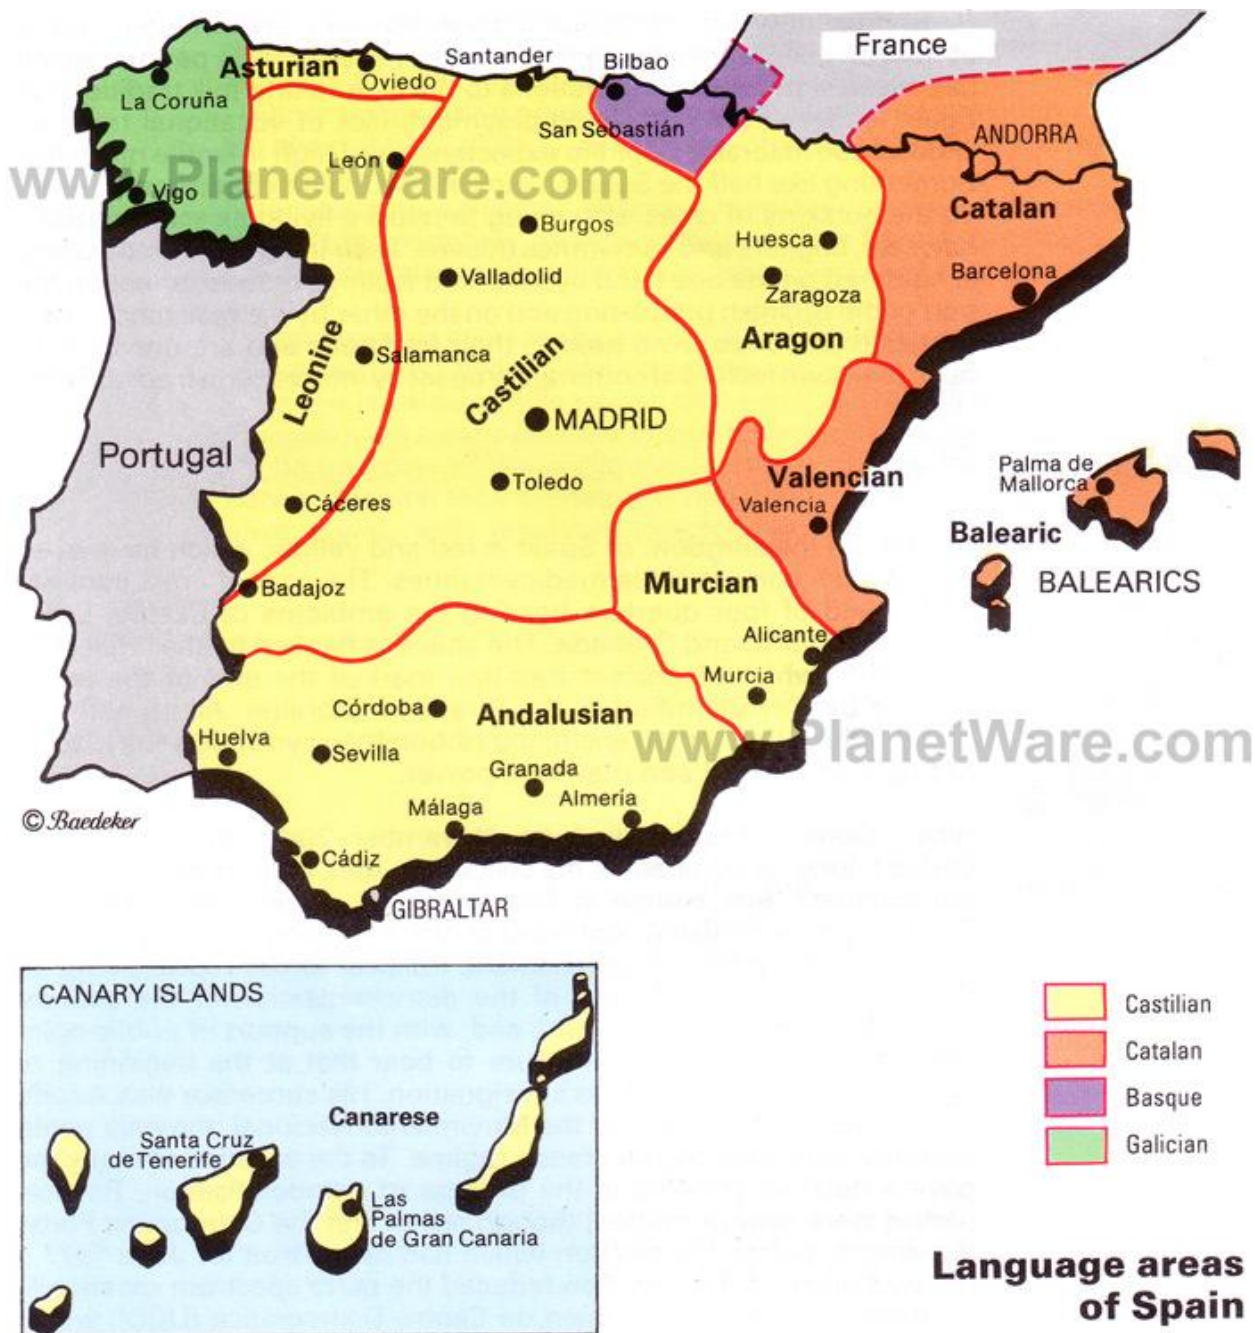 France
Santander
Bilbao
Asturian
Oviedo
La Coruña
San Sebastián
ANDORRA
León
www.PlanetWare.com
Vigo
Catalan
Burgos
Huesca
Valladolid
Barcelona
Zaragoza
Aragon
Leonine
Salamanca
Castilian
MADRID
Portugal
Valencian
Palma de
Mallorca
Toledo
Cáceres
Valencia
Balearic
Badajoz
Murcian
BALEARICS
Alicante
Murcia
Córdoba
Andalusian
Huelva
Sevilla
www.PlanetWare.com
Granada
Almería
Málaga
© Baedeker
Cádiz
GIBRALTAR
CANARY ISLANDS
Canarese
Santa Cruz
de Tenerife
Las
Palmas
de Gran Canaria
Castilian
Catalan
Basque
Galician
Language areas
of Spain